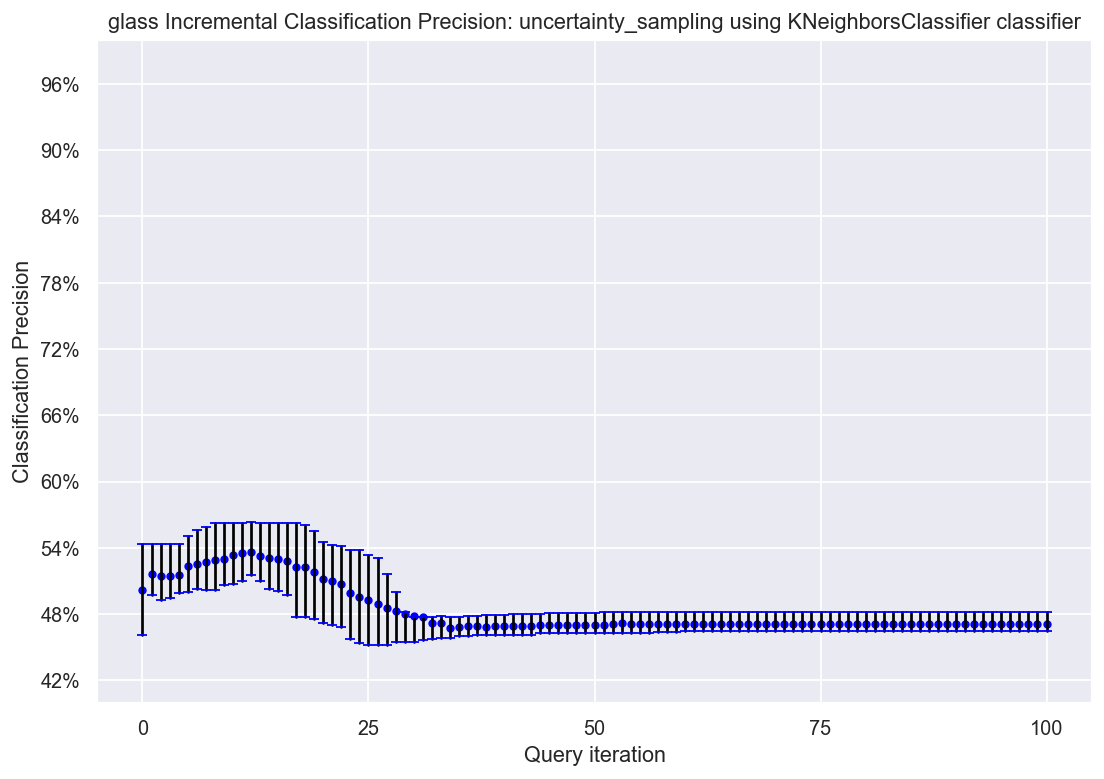 glass Incremental Classification Precision: uncertainty_sampling using KNeighborsClassifier classifier
96%
90%
84%
78%
72%
66%
60%
54%
48%
42%
Classification Precision
0 25 50 75 100
Query iteration